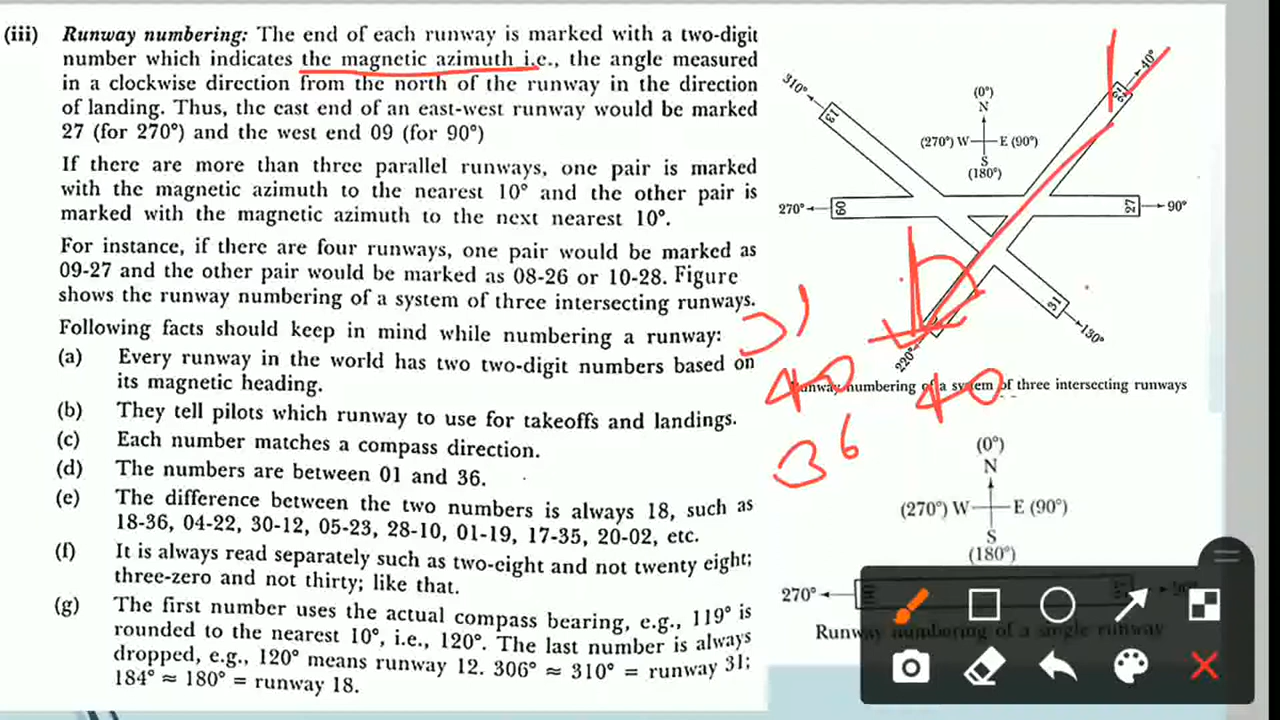 (iii) Runway numbering: The end of each runway is marked with a two-digit
number which indicates the magnetic azimuth i.e., the angle measured
in a clockwise direction from the north of the runway in the direction
of landing. Thus, the east end of an east-west runway would be marked
27 (for 270°) and the west end 09 (for 90°)
If there are more than three parallel runways, one pair is marked
with the magnetic azimuth to the nearest 10° and the other pair is
marked with the magnetic azimuth to the next nearest 10°.
For instance, if there are four runways, one pair would be marked as
09-27 and the other pair would be marked as 08-26 or 10-28. Figure
shows the runway numbering of a system of three intersecting runways.
Following facts should keep in mind while numbering a runway:
(a) Every runway in the world has two two-digit numbers based on
its magnetic heading.
(b) They tell pilots which runway to use for takeoffs and landings.
(c) Each number matches a compass direction.
(d) The numbers are between 01 and 36.
(e) The difference between the two numbers is always 18, such as
18-36, 04-22, 30-12, 05-23, 28-10, 01-19, 17-35, 20-02, etc.
(f) It is always read separately such as two-eight and not twenty eight;
three-zero and not thirty; like that.
(g) The first number uses the actual compass bearing, e.g., 119° is
rounded to the nearest 10°, i.e., 120°. The last number is always
dropped, e.g., 120° means runway 12. 306° ≈ 310° = runway 31;
184° ≈ 180° = runway 18.
310°
13
(0°)
N
(270°) W E (90°)
S
(180°)
40°
22
270°
09
27
90°
31
130°
220°
31
40
36
40
Runway numbering of a system of three intersecting runways
(0°)
N
(270°) W E (90°)
S
(180°)
270°
Runway numbering of a single runway